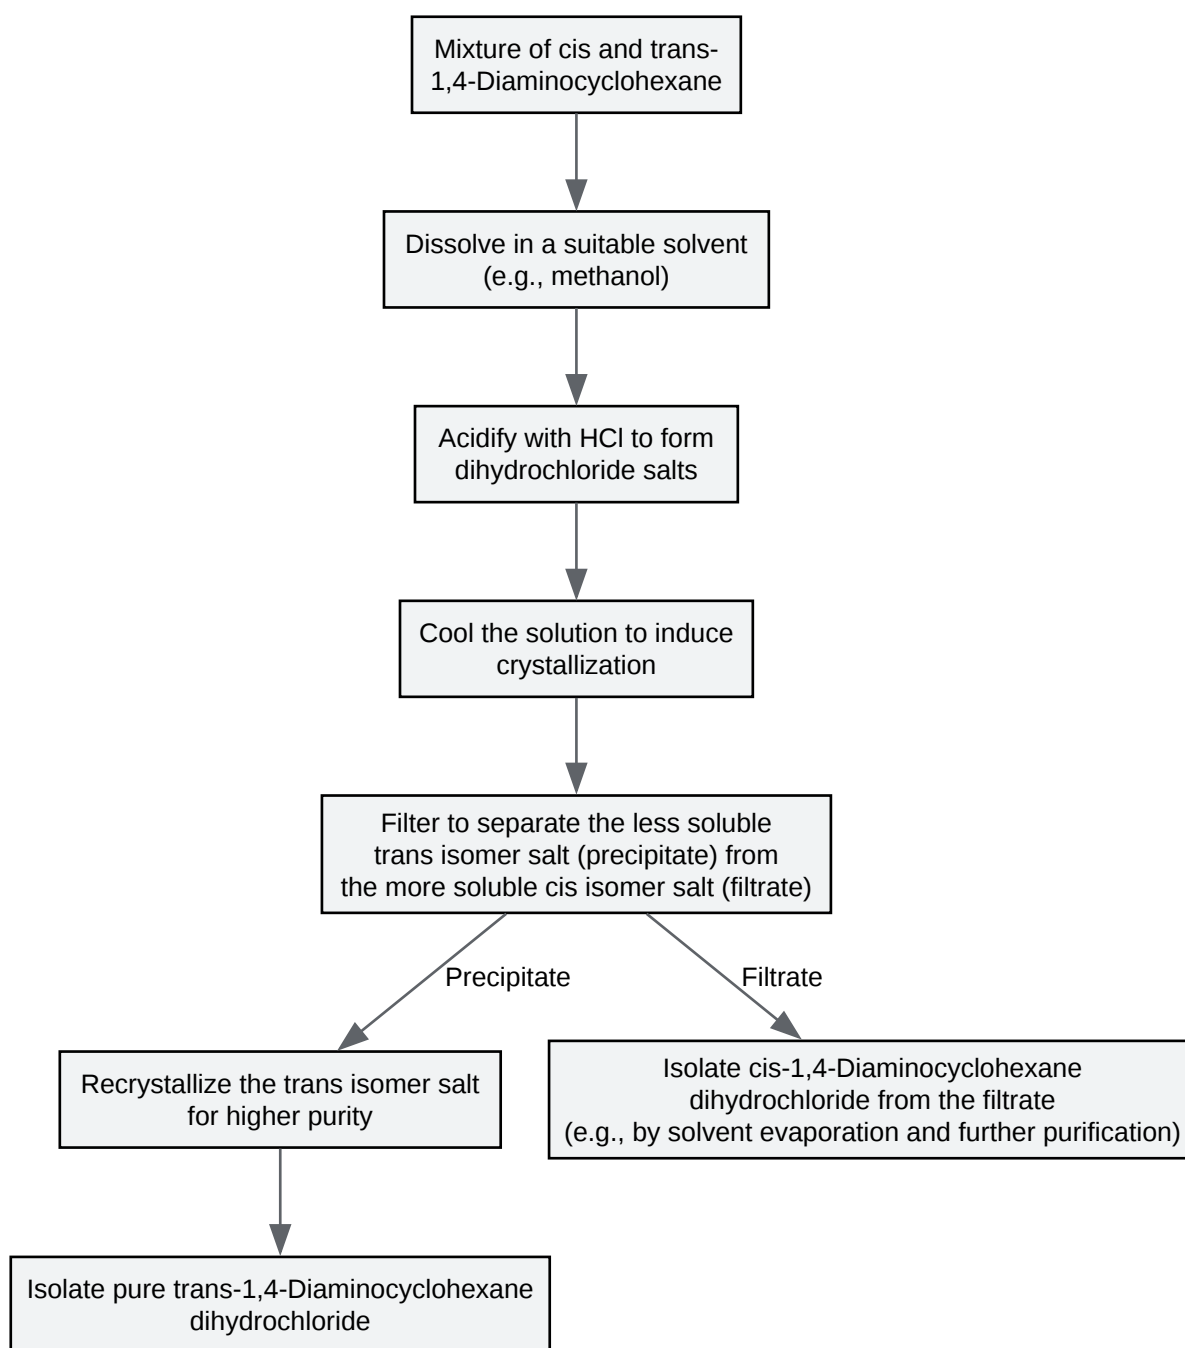 Mixture of cis and trans-
1,4-Diaminocyclohexane
Dissolve in a suitable solvent
(e.g., methanol)
Acidify with HCl to form
dihydrochloride salts
Cool the solution to induce
crystallization
Filter to separate the less soluble
trans isomer salt (precipitate) from
the more soluble cis isomer salt (filtrate)
Precipitate
Filtrate
Recrystallize the trans isomer salt
for higher purity
Isolate cis-1,4-Diaminocyclohexane
dihydrochloride from the filtrate
(e.g., by solvent evaporation and further purification)
Isolate pure trans-1,4-Diaminocyclohexane
dihydrochloride